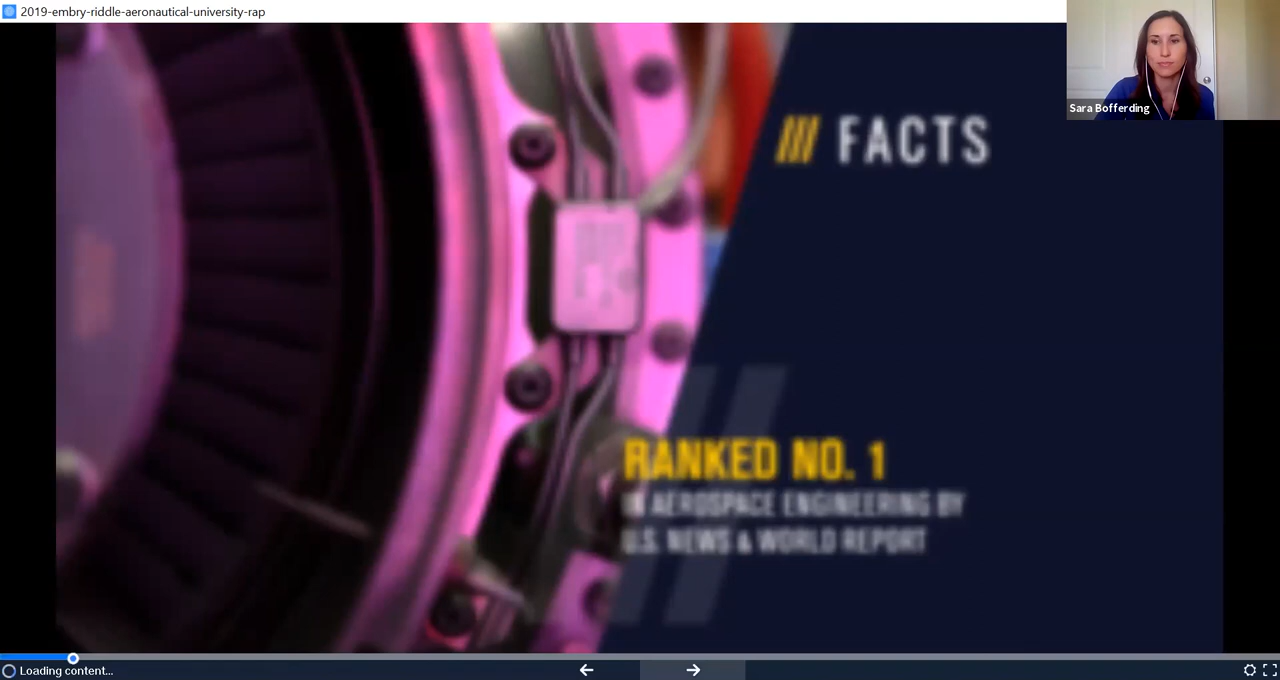 2019-embry-riddle-aeronautical-university-rap
Sara Bofferding
/// FACTS
RANKED NO. 1
IN AEROSPACE ENGINEERING BY
U.S. NEWS & WORLD REPORT
Loading content...